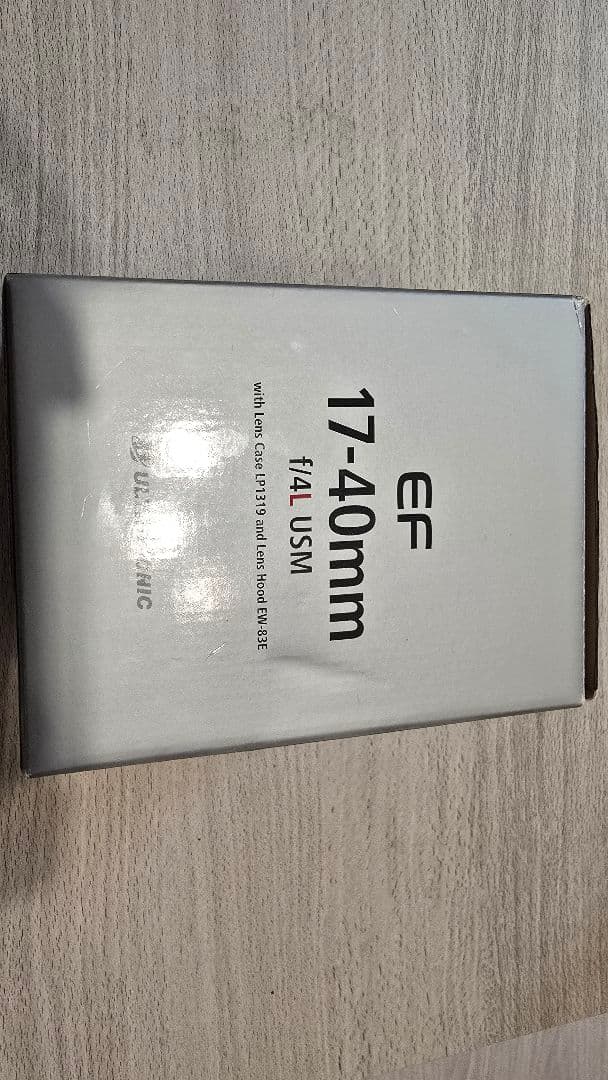 EF
17-40mm
f/4L USM
with Lens Case LP1319 and Lens Hood EW-83E